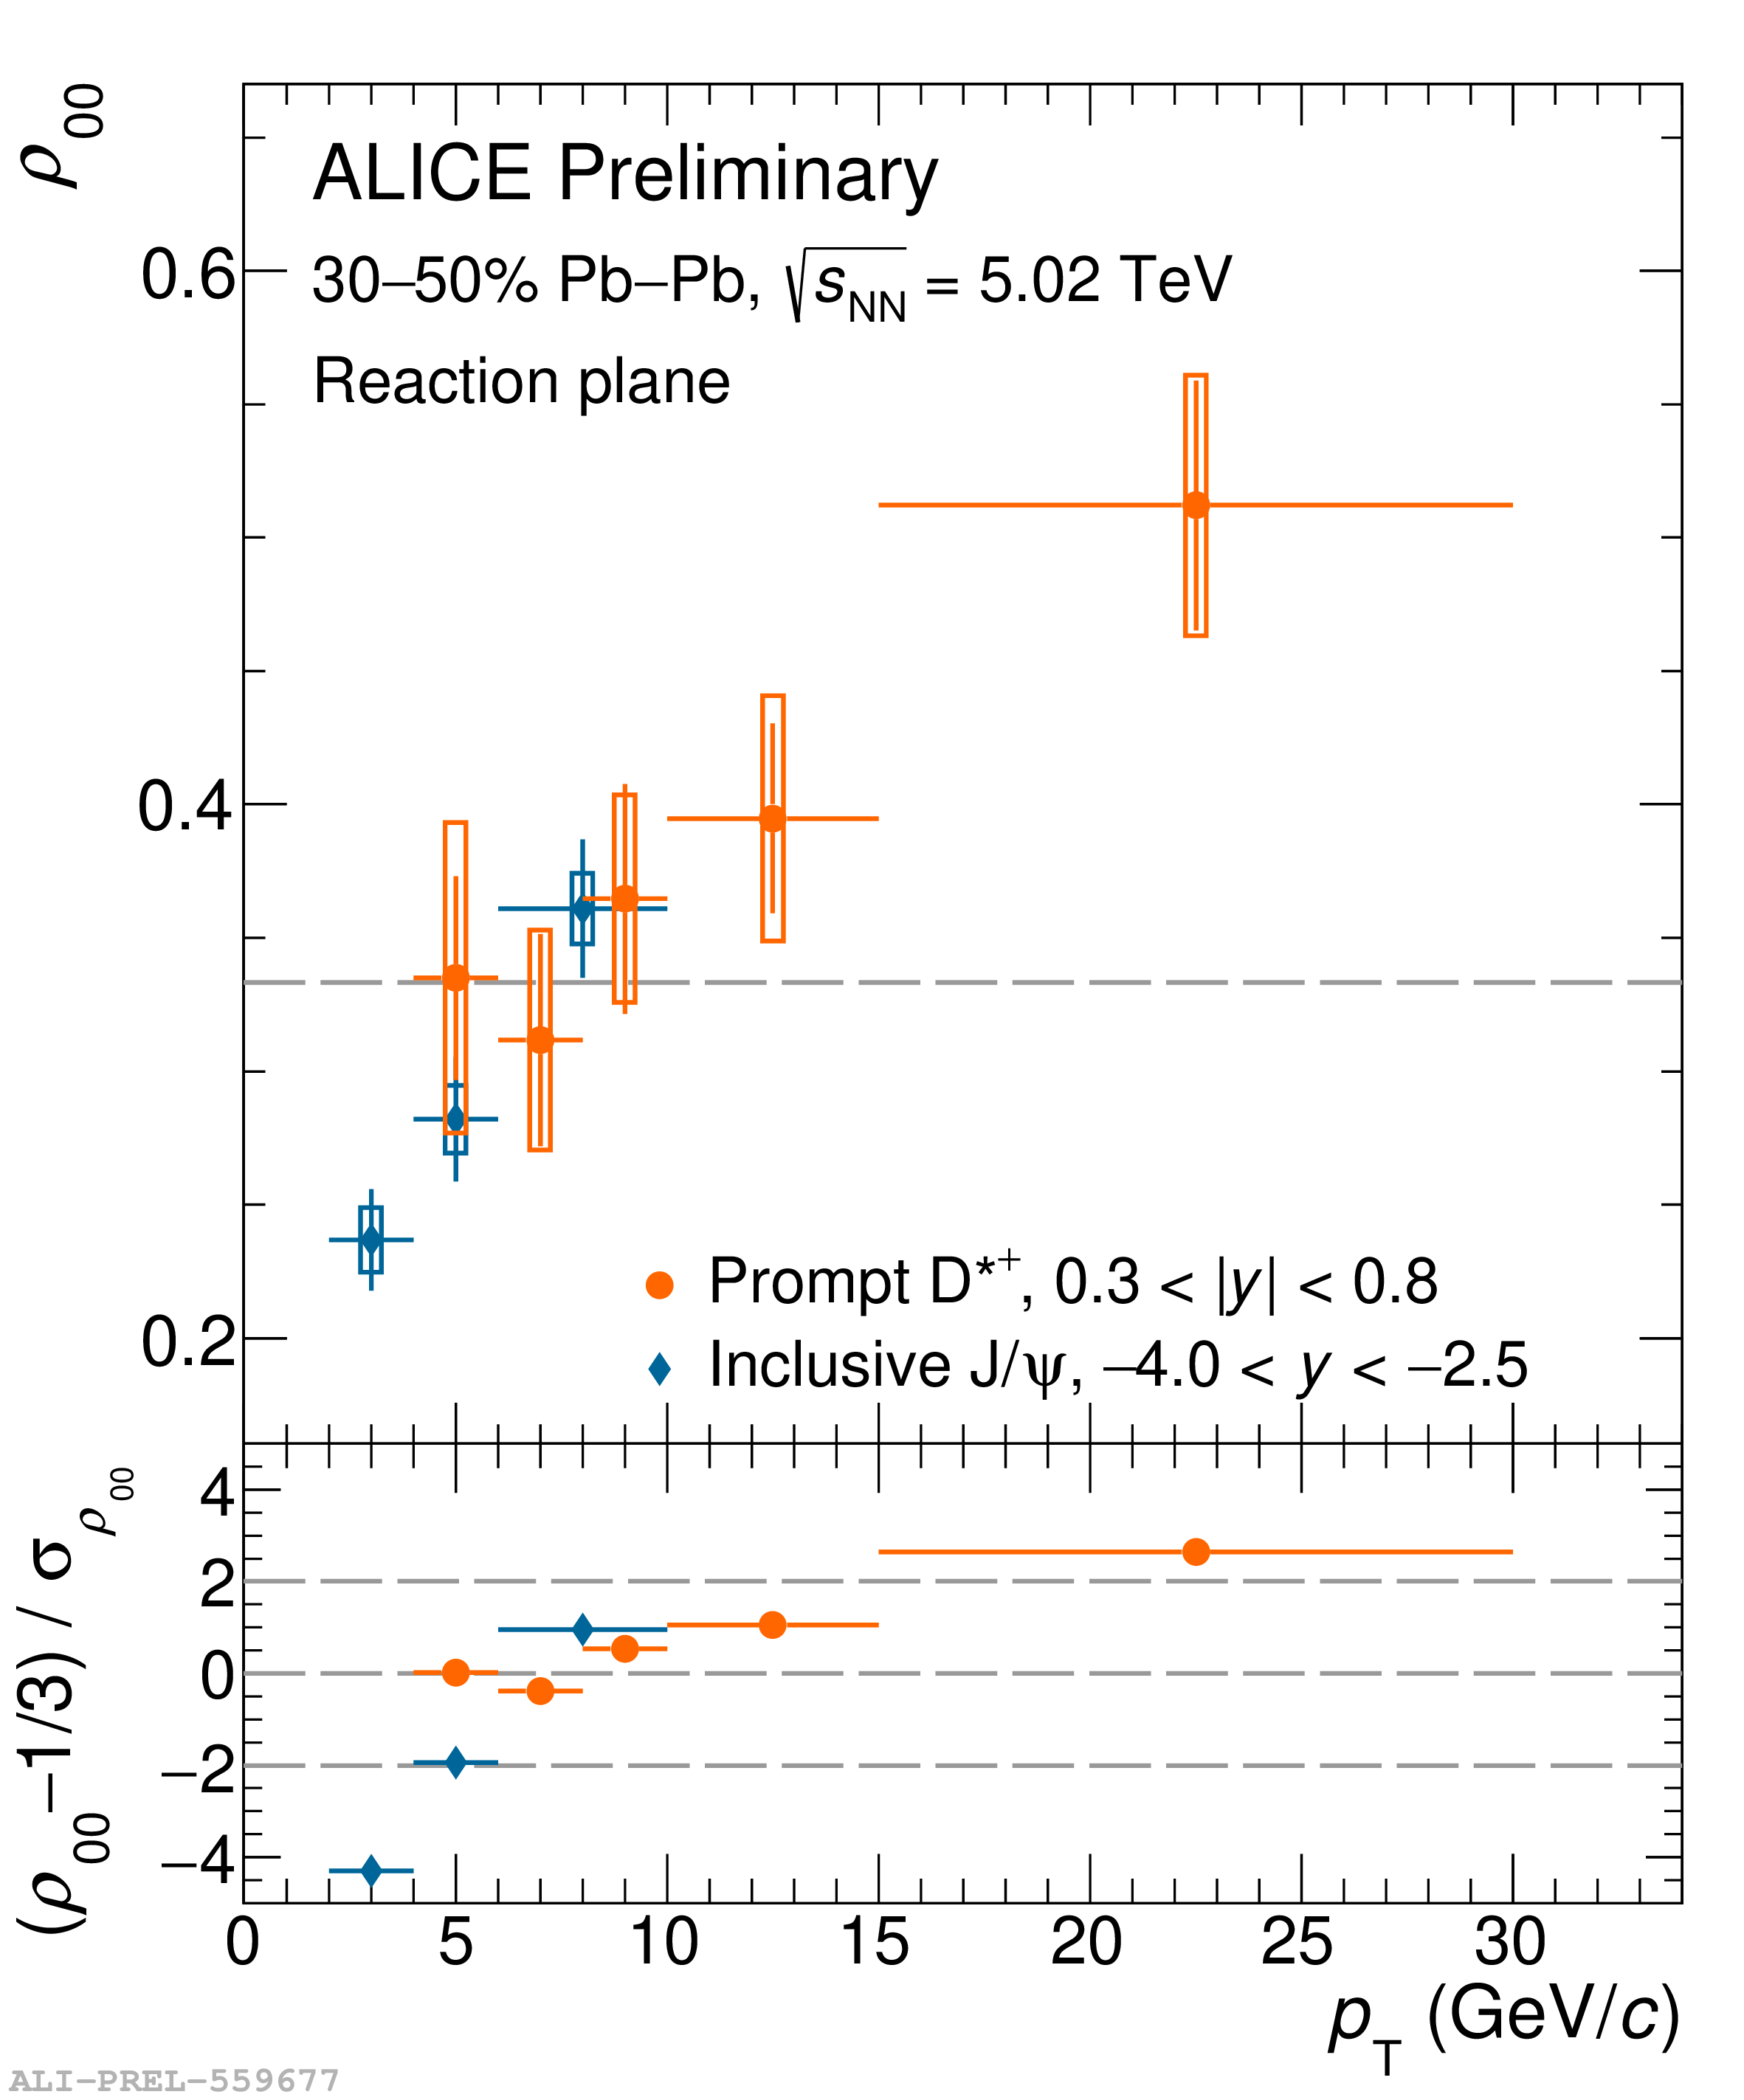 ρ00
ALICE Preliminary
30–50% Pb–Pb, √sNN = 5.02 TeV
Reaction plane
0.6
0.4
0.2
Prompt D*+, 0.3 < |y| < 0.8
Inclusive J/ψ, –4.0 < y < –2.5
(ρ00–1/3) / σρ00
4
2
0
–2
–4
0 5 10 15 20 25 30
pT (GeV/c)
ALI-PREL-559677